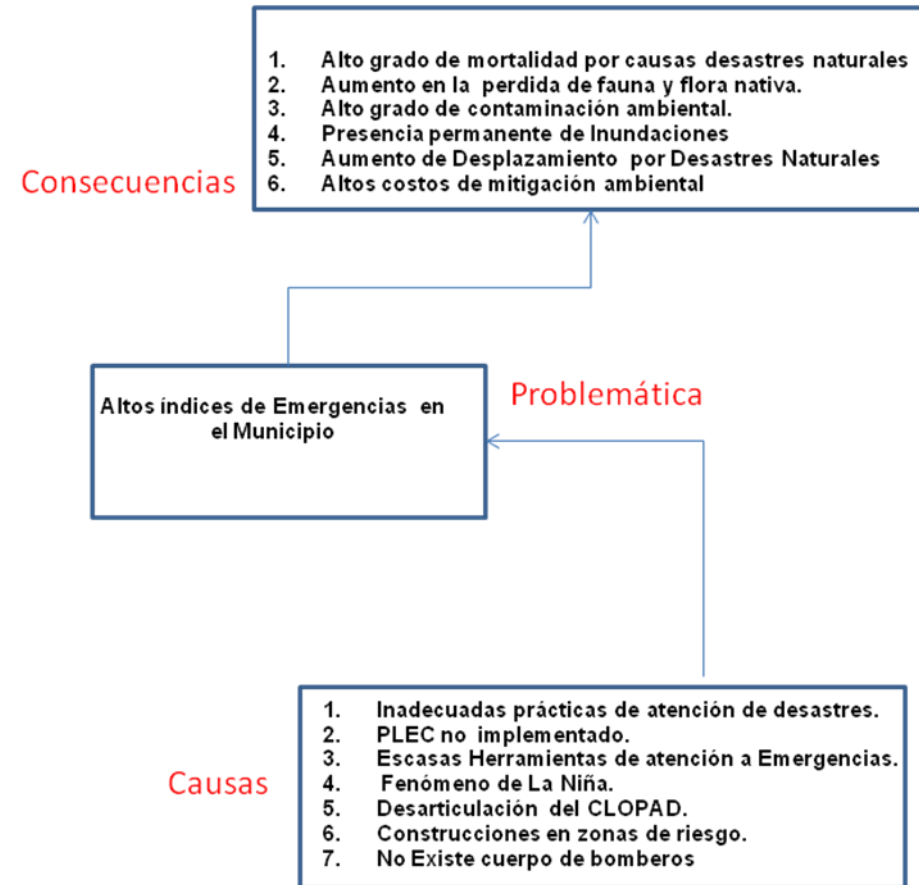 1. Alto grado de mortalidad por causas desastres naturales
2. Aumento en la perdida de fauna y flora nativa.
3. Alto grado de contaminación ambiental.
4. Presencia permanente de Inundaciones
5. Aumento de Desplazamiento por Desastres Naturales
6. Altos costos de mitigación ambiental
Consecuencias
Altos índices de Emergencias en
el Municipio
Problemática
1. Inadecuadas prácticas de atención de desastres.
2. PLEC no implementado.
3. Escasas Herramientas de atención a Emergencias.
4. Fenómeno de La Niña.
5. Desarticulación del CLOPAD.
6. Construcciones en zonas de riesgo.
7. No Existe cuerpo de bomberos
Causas